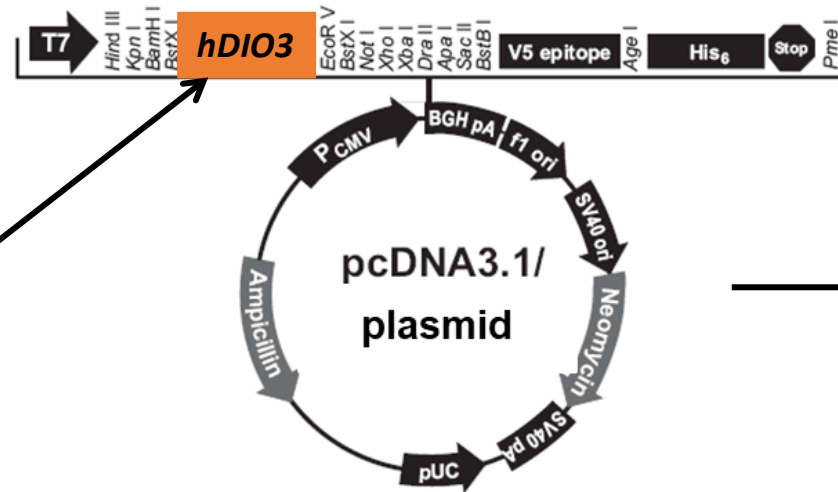 T7
Hind III
Kpn I
BamH I
BstX I
hDIO3
EcoR V
BstX I
Not I
Xho I
Xba I
Dra II
Apa I
Sac II
BstB I
V5 epitope
Age I
His6
Stop
Pme I
PCMV
BGH pA
f1 ori
SV40 ori
Neomycin
SV40 pA
pUC
Ampicillin
pcDNA3.1/
plasmid